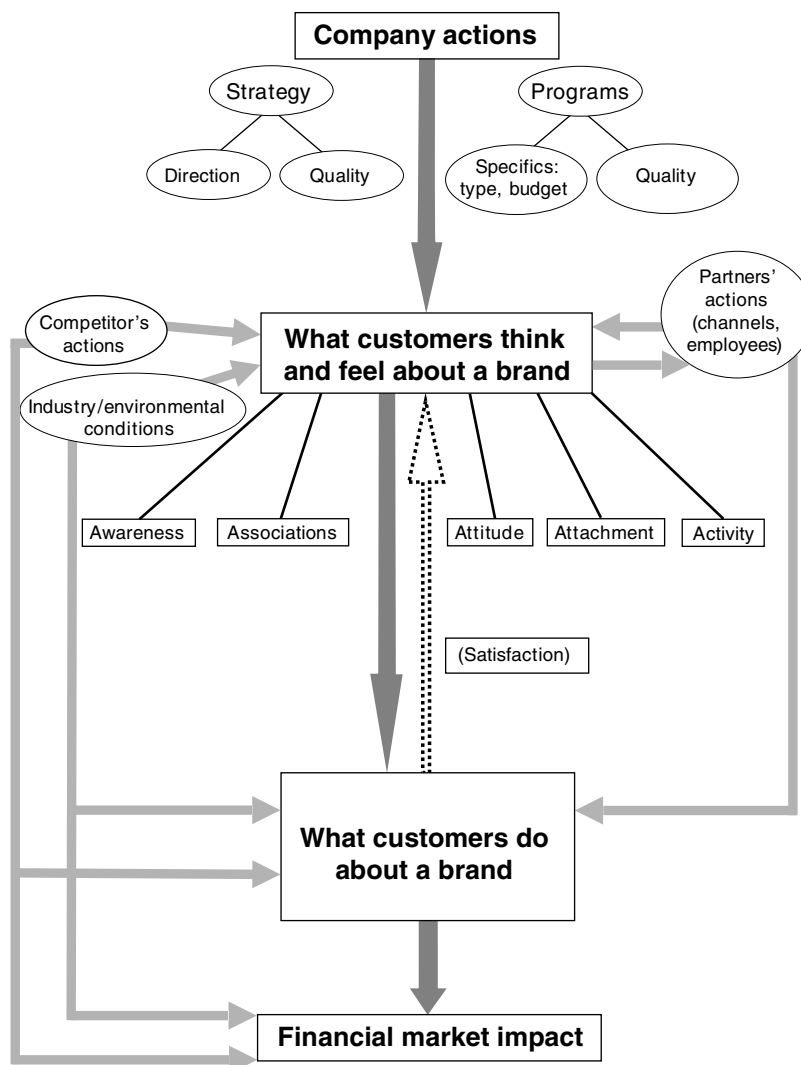 Company actions
Strategy
Programs
Direction
Quality
Specifics:
type, budget
Quality
Partners’
actions
(channels,
employees)
Competitor’s
actions
What customers think
and feel about a brand
Industry/environmental
conditions
Awareness
Associations
Attitude
Attachment
Activity
(Satisfaction)
What customers do
about a brand
Financial market impact